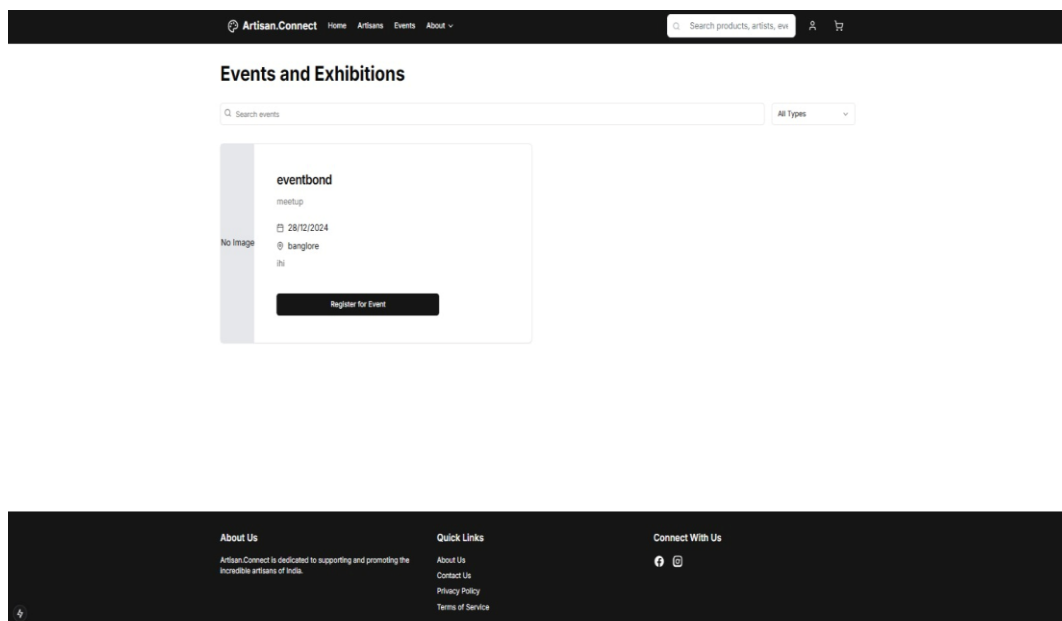 Artisan.Connect Home Artisans Events About
Search products, artists, eve
Events and Exhibitions
Search events
All Types
No Image
eventbond
meetup
28/12/2024
banglore
ihi
Register for Event
About Us
Artisan.Connect is dedicated to supporting and promoting the
incredible artisans of India.
Quick Links
About Us
Contact Us
Privacy Policy
Terms of Service
Connect With Us